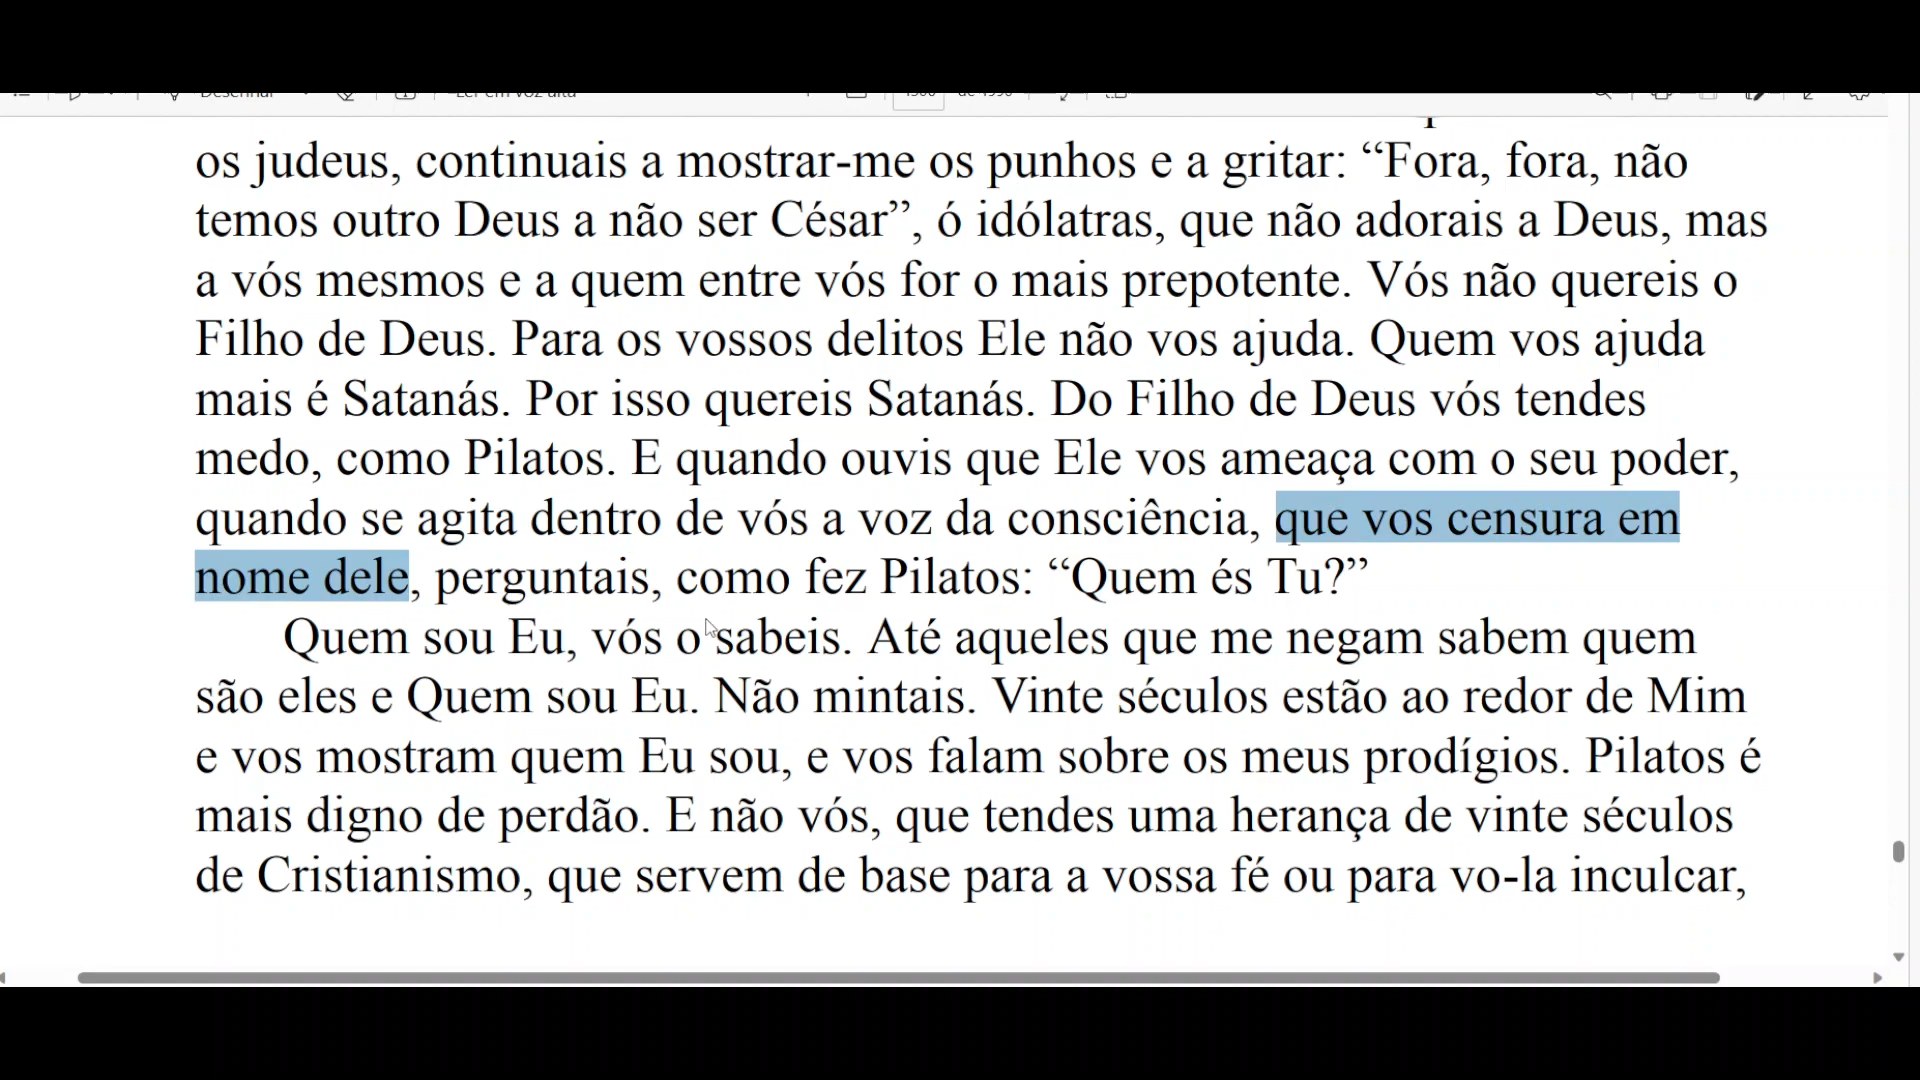 os judeus, continuais a mostrar-me os punhos e a gritar: “Fora, fora, não
temos outro Deus a não ser César”, ó idólatras, que não adorais a Deus, mas
a vós mesmos e a quem entre vós for o mais prepotente. Vós não quereis o
Filho de Deus. Para os vossos delitos Ele não vos ajuda. Quem vos ajuda
mais é Satanás. Por isso quereis Satanás. Do Filho de Deus vós tendes
medo, como Pilatos. E quando ouvis que Ele vos ameaça com o seu poder,
quando se agita dentro de vós a voz da consciência, que vos censura em
nome dele, perguntais, como fez Pilatos: “Quem és Tu?”
Quem sou Eu, vós o sabeis. Até aqueles que me negam sabem quem
são eles e Quem sou Eu. Não mintais. Vinte séculos estão ao redor de Mim
e vos mostram quem Eu sou, e vos falam sobre os meus prodígios. Pilatos é
mais digno de perdão. E não vós, que tendes uma herança de vinte séculos
de Cristianismo, que servem de base para a vossa fé ou para vo-la inculcar,